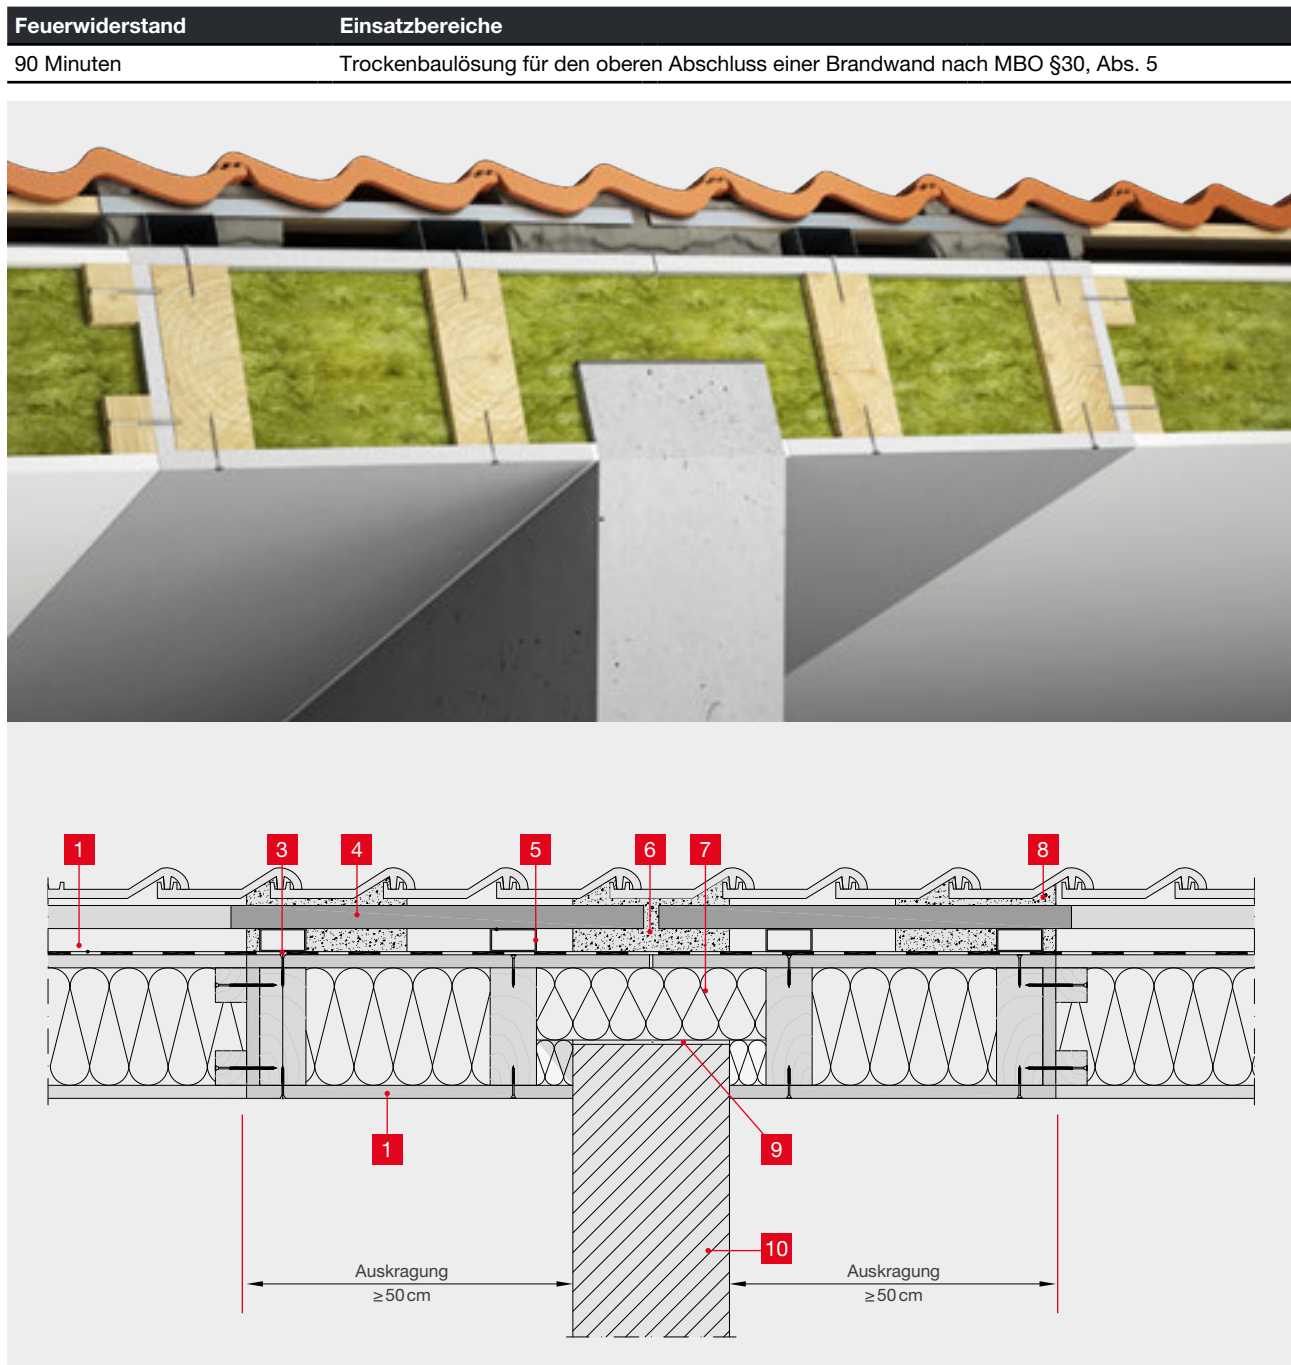 Feuerwiderstand Einsatzbereiche
90 Minuten Trockenbaulösung für den oberen Abschluss einer Brandwand nach MBO §30, Abs. 5
1 3 4 5 6 7 8
1 9
10
Auskragung Auskragung
≥50cm ≥50cm